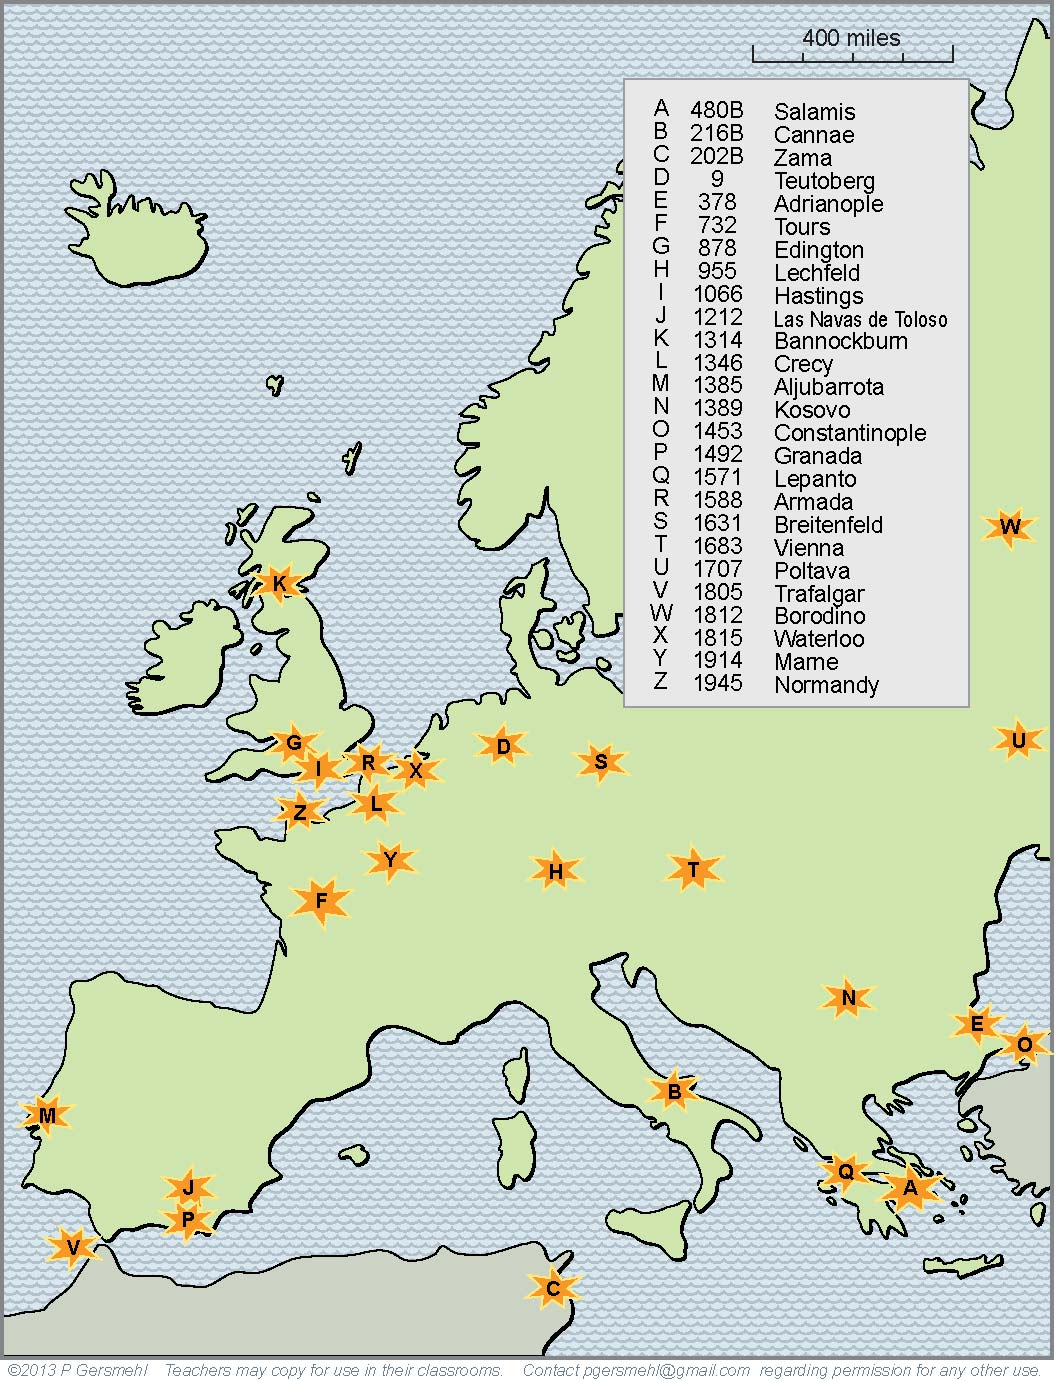 400 miles
A 480B Salamis
B 216B Cannae
C 202B Zama
D 9 Teutoberg
E 378 Adrianople
F 732 Tours
G 878 Edington
H 955 Lechfeld
I 1066 Hastings
J 1212 Las Navas de Toloso
K 1314 Bannockburn
L 1346 Crecy
M 1385 Aljubarrota
N 1389 Kosovo
O 1453 Constantinople
P 1492 Granada
Q 1571 Lepanto
R 1588 Armada
S 1631 Breitenfeld
T 1683 Vienna
U 1707 Poltava
V 1805 Trafalgar
W 1812 Borodino
X 1815 Waterloo
Y 1914 Marne
Z 1945 Normandy
W
K
G
I
R
X
D
S
U
Z
L
Y
H
T
F
N
E
O
B
M
Q
A
J
P
V
C
©2013 P Gersmehl Teachers may copy for use in their classrooms. Contact pgersmehl@gmail.com regarding permission for any other use.